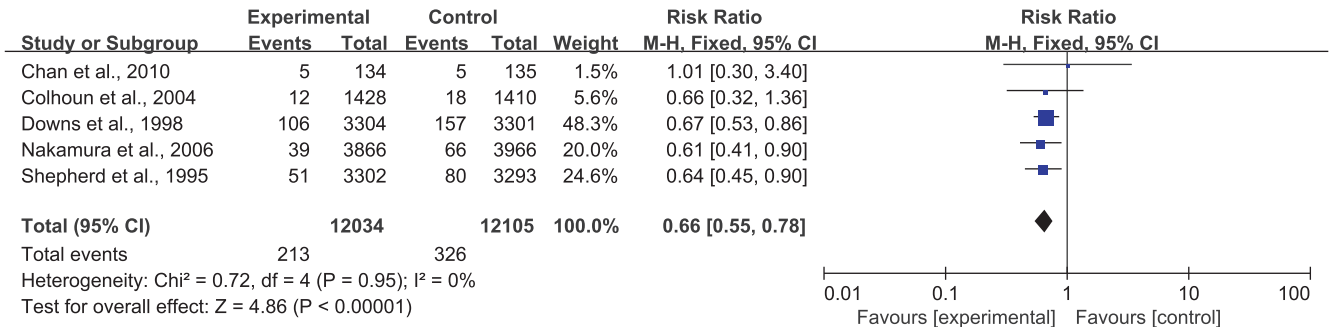 Experimental Control Risk Ratio Risk Ratio
Study or Subgroup Events Total Events Total Weight M-H, Fixed, 95% CI M-H, Fixed, 95% CI
Chan et al., 2010 5 134 5 135 1.5% 1.01 [0.30, 3.40]
Colhoun et al., 2004 12 1428 18 1410 5.6% 0.66 [0.32, 1.36]
Downs et al., 1998 106 3304 157 3301 48.3% 0.67 [0.53, 0.86]
Nakamura et al., 2006 39 3866 66 3966 20.0% 0.61 [0.41, 0.90]
Shepherd et al., 1995 51 3302 80 3293 24.6% 0.64 [0.45, 0.90]
Total (95% CI) 12034 12105 100.0% 0.66 [0.55, 0.78]
Total events 213 326
Heterogeneity: Chi² = 0.72, df = 4 (P = 0.95); I² = 0%
Test for overall effect: Z = 4.86 (P < 0.00001)
0.01 0.1 1 10 100
Favours [experimental] Favours [control]